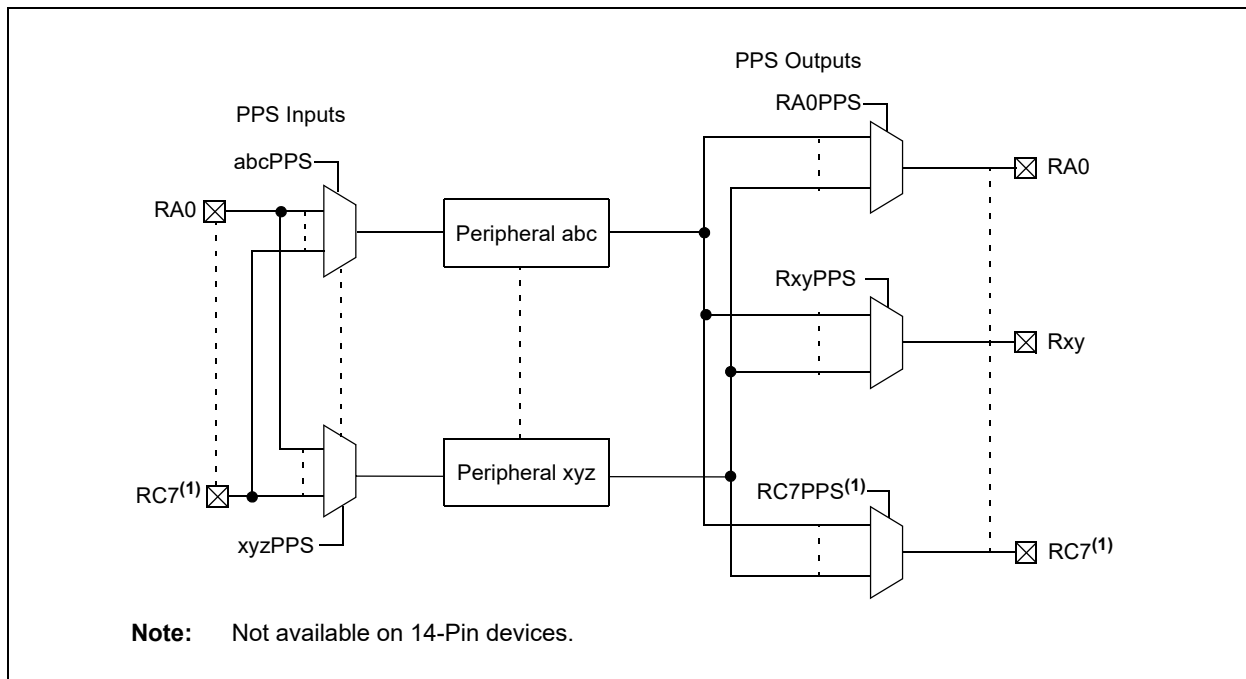 PPS Outputs
RA0PPS
PPS Inputs
abcPPS
RA0
RA0
Peripheral abc
RxyPPS
Rxy
Peripheral xyz
RC7(1)
RC7PPS(1)
xyzPPS
RC7(1)
Note: Not available on 14-Pin devices.